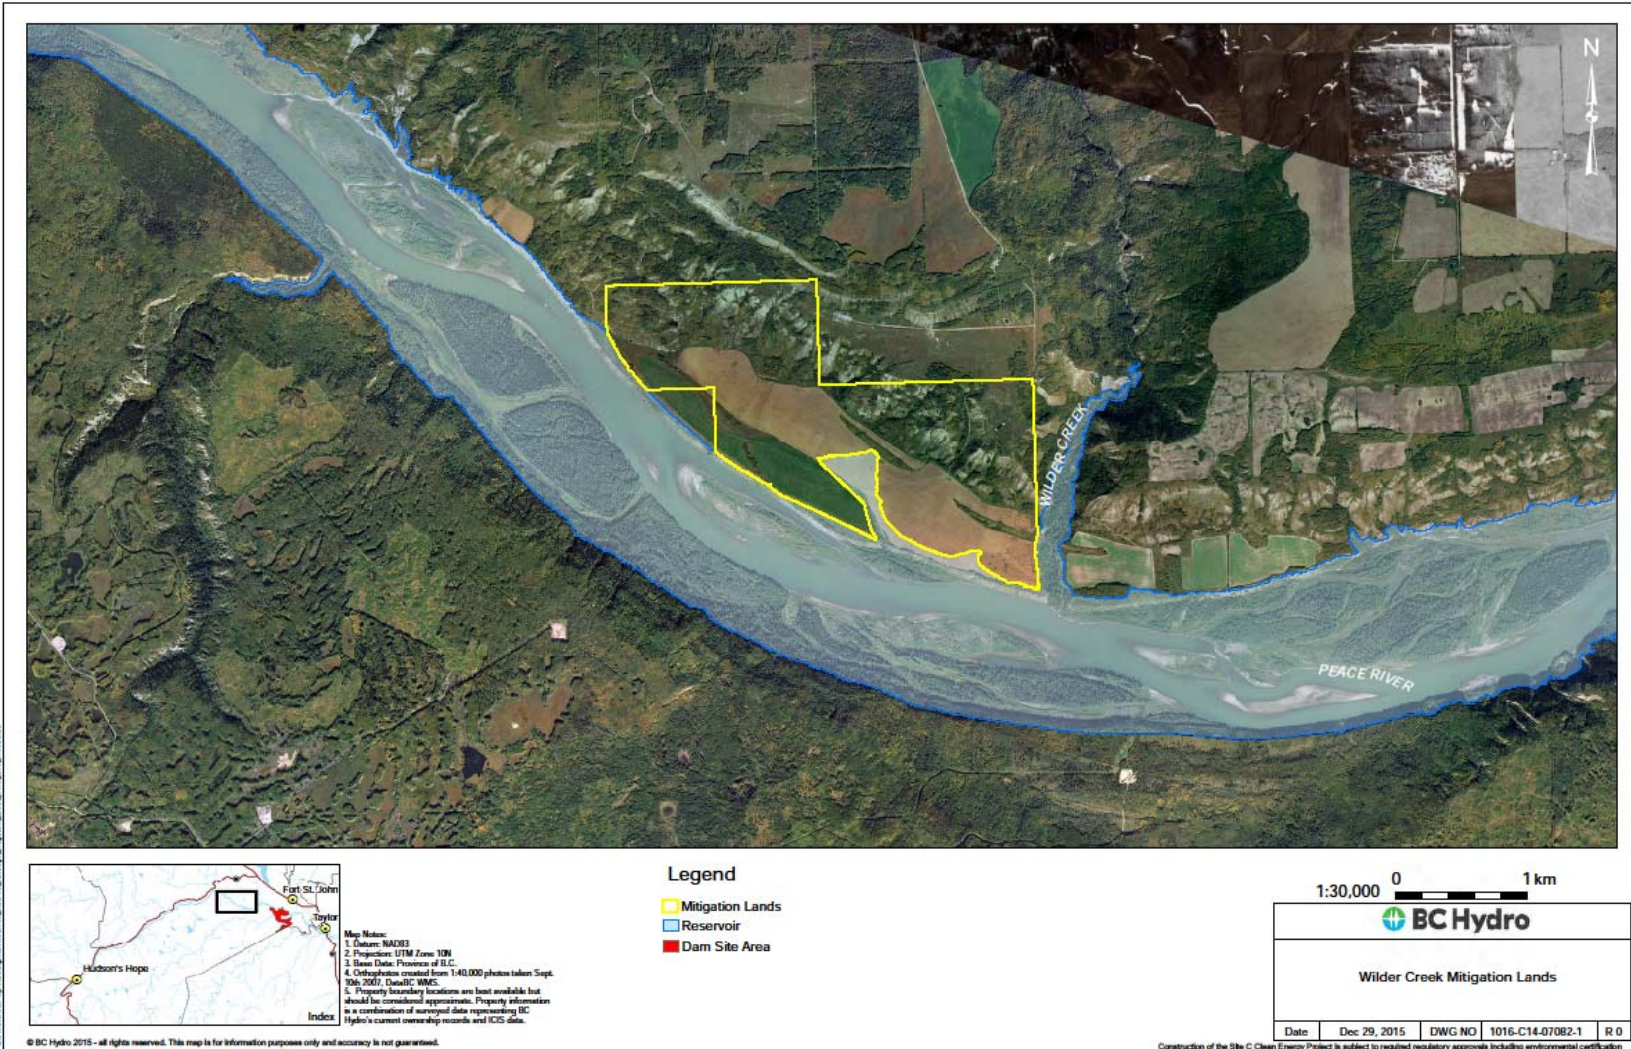 N
WILDER CREEK
PEACE RIVER
Fort St. John
Taylor
Hudson's Hope
Index
Map Notes:
1. Datum: NAD83
2. Projection: UTM Zone 10N
3. Base Data: Province of B.C.
4. Orthophotos created from 1:40,000 photos taken Sept.
10th 2007, DataBC WMS.
5. Property boundary locations are best available but
should be considered approximate. Property information
is a combination of surveyed data representing BC
Hydro's current ownership records and ICIS data.
© BC Hydro 2015 - all rights reserved. This map is for information purposes only and accuracy is not guaranteed.
Legend
Mitigation Lands
Reservoir
Dam Site Area
1:30,000 0 1 km
BC Hydro
Wilder Creek Mitigation Lands
Date Dec 29, 2015 DWG NO 1016-C14-07082-1 R 0
Construction of the Site C Clean Energy Project is subject to required regulatory approvals including environmental certification